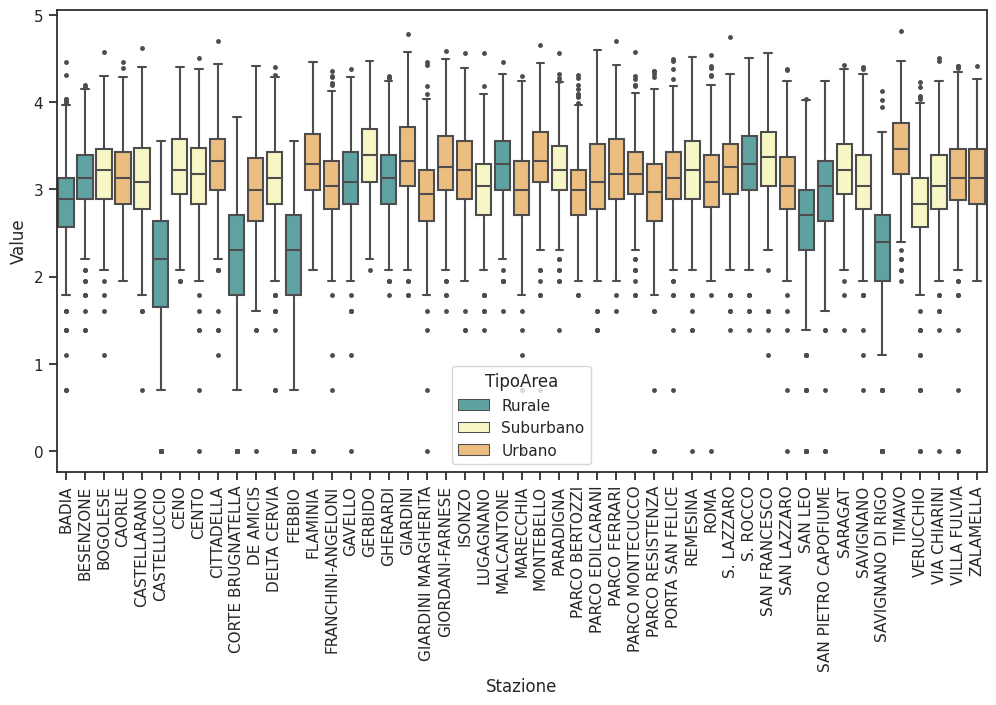 5
4
3
2
1
0
Value
TipoArea
Rurale
Suburbano
Urbano
BADIA
BESENZONE
BOGOLESE
CAORLE
CASTELLARANO
CASTELLUCCIO
CENO
CENTO
CITTADELLA
CORTE BRUGNATELLA
DE AMICIS
DELTA CERVIA
FEBBIO
FLAMINIA
FRANCHINI-ANGELONI
GAVELLO
GERBIDO
GHERARDI
GIARDINI
GIARDINI MARGHERITA
GIORDANI-FARNESE
ISONZO
LUGAGNANO
MALCANTONE
MARECCHIA
MONTEBELLO
PARADIGNA
PARCO BERTOZZI
PARCO EDILCARANI
PARCO FERRARI
PARCO MONTECUCCO
PARCO RESISTENZA
PORTA SAN FELICE
REMESINA
ROMA
S. LAZZARO
S. ROCCO
SAN FRANCESCO
SAN LAZZARO
SAN LEO
SAN PIETRO CAPOFIUME
SARAGAT
SAVIGNANO
SAVIGNANO DI RIGO
TIMAVO
VERUCCHIO
VIA CHIARINI
VILLA FULVIA
ZALAMELLA
Stazione